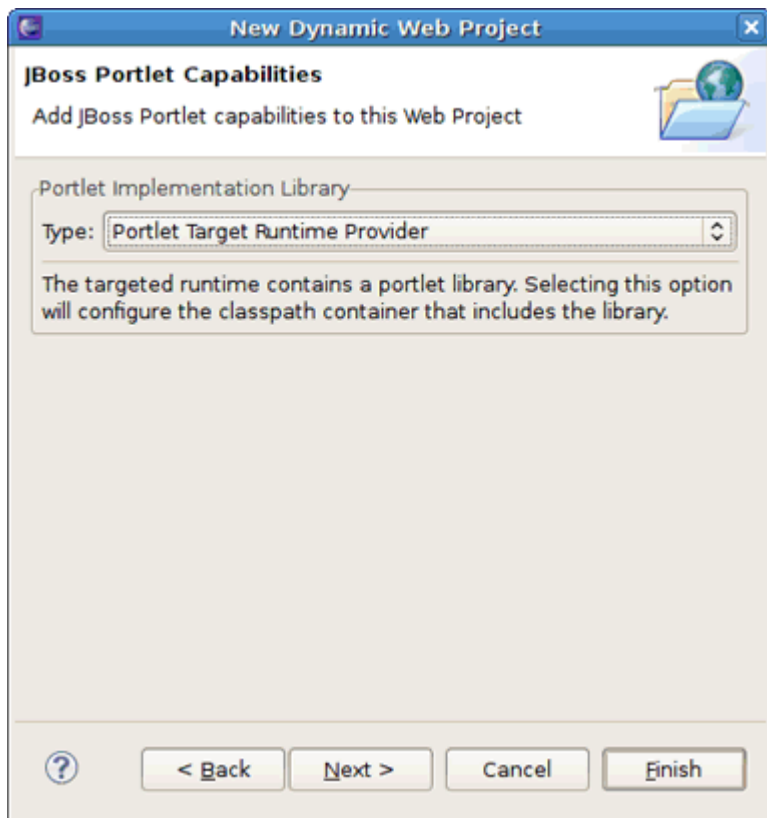 New Dynamic Web Project
JBoss Portlet Capabilities
Add JBoss Portlet capabilities to this Web Project
Portlet Implementation Library
Type: Portlet Target Runtime Provider
The targeted runtime contains a portlet library. Selecting this option
will configure the classpath container that includes the library.
? < Back Next > Cancel Finish